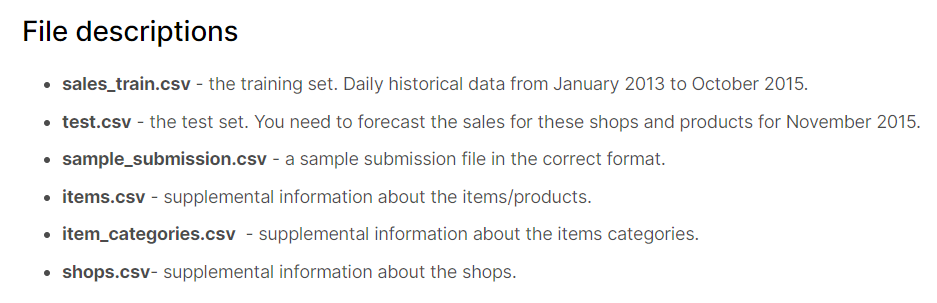 File descriptions
• sales_train.csv - the training set. Daily historical data from January 2013 to October 2015.
• test.csv - the test set. You need to forecast the sales for these shops and products for November 2015.
• sample_submission.csv - a sample submission file in the correct format.
• items.csv - supplemental information about the items/products.
• item_categories.csv  - supplemental information about the items categories.
• shops.csv- supplemental information about the shops.